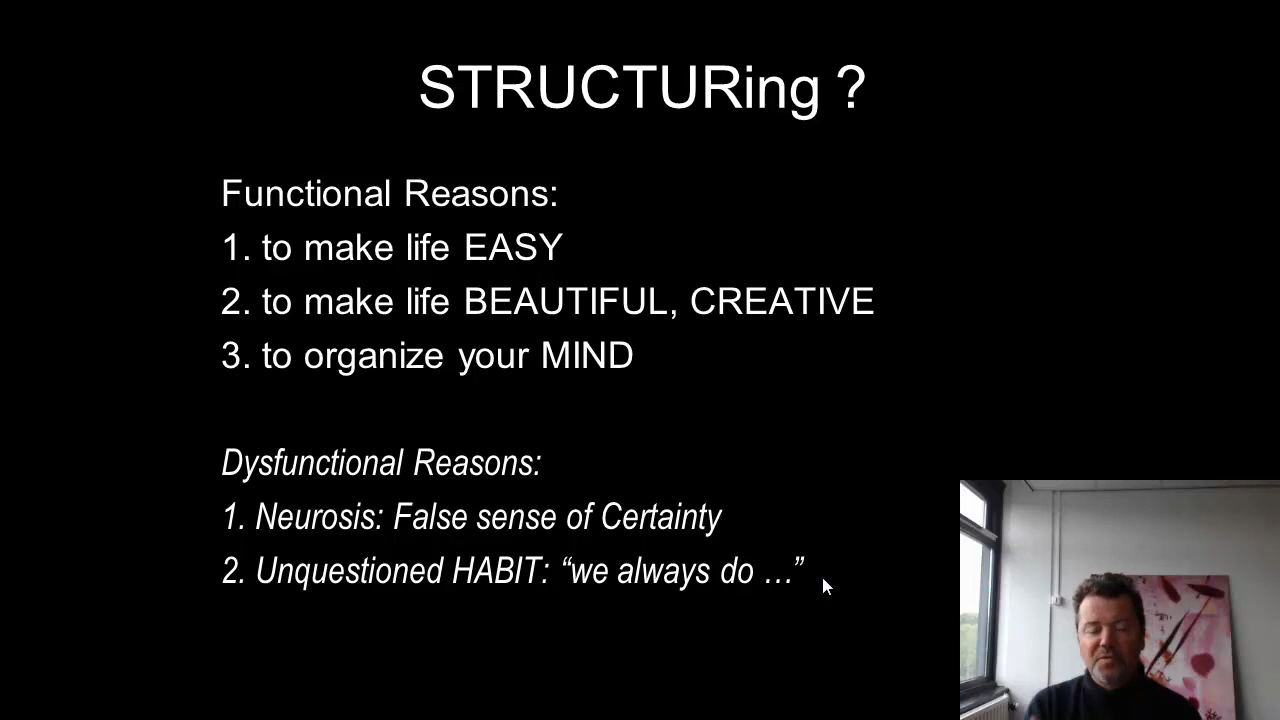 STRUCTURing ?
Functional Reasons:
1. to make life EASY
2. to make life BEAUTIFUL, CREATIVE
3. to organize your MIND
Dysfunctional Reasons:
1. Neurosis: False sense of Certainty
2. Unquestioned HABIT: “we always do …”